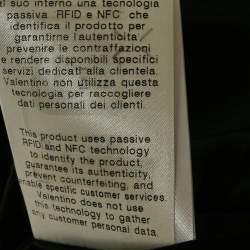 al suo interno una tecnologia
passiva RFID e NFC che
identifica il prodotto per
garantirne l'autenticità
prevenire le contraffazioni
e rendere disponibili specifici
servizi dedicati alla clientela.
Valentino non utilizza questa
tecnologia per raccogliere
dati personali dei clienti.
This product uses passive
RFID and NFC technology
to identify the product,
guarantee its authenticity,
prevent counterfeiting, and
enable specific customer services.
Valentino does not use
this technology to gather
any customer personal data.